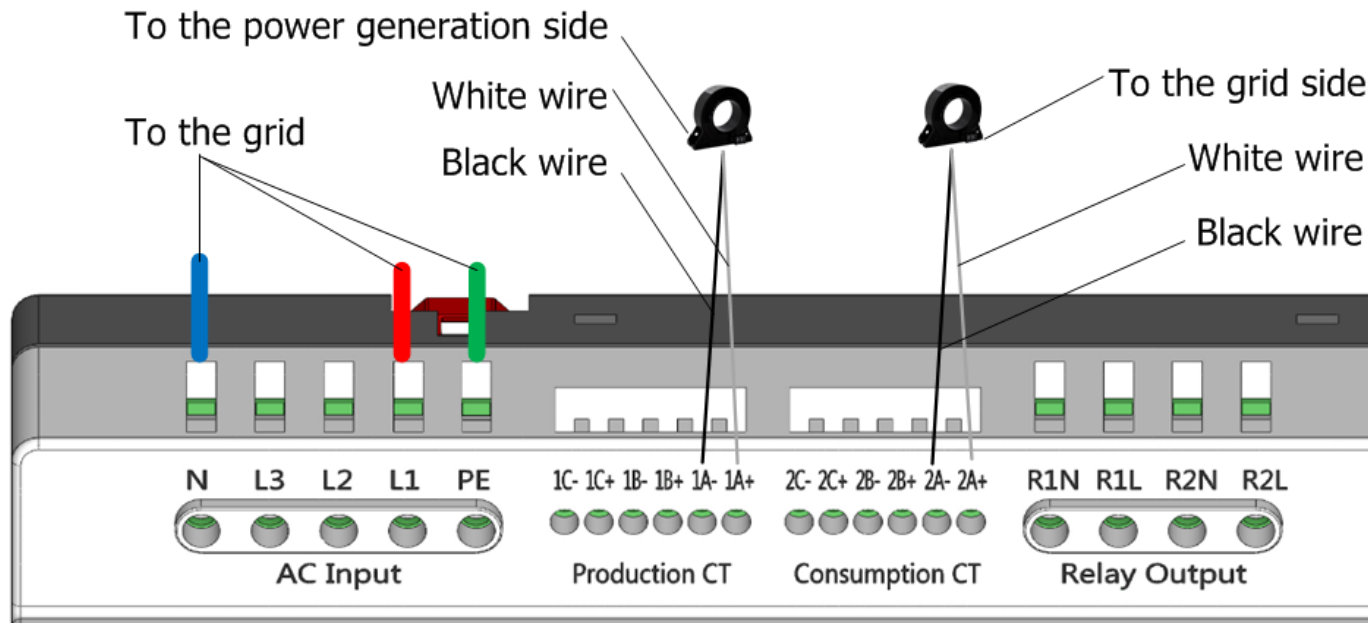 To the power generation side
White wire
To the grid
Black wire
To the grid side
White wire
Black wire
N L3 L2 L1 PE
1C- 1C+ 1B- 1B+ 1A- 1A+
2C- 2C+ 2B- 2B+ 2A- 2A+
R1N R1L R2N R2L
AC Input
Production CT
Consumption CT
Relay Output